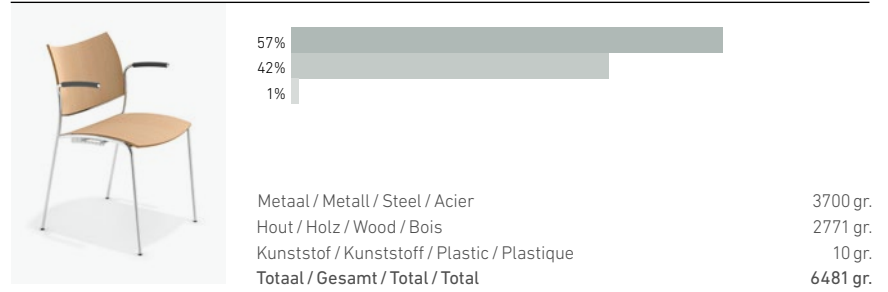 57%
42%
1%
Metaal / Metall / Steel / Acier 3700 gr.
Hout / Holz / Wood / Bois 2771 gr.
Kunststof / Kunststoff / Plastic / Plastique 10 gr.
Totaal / Gesamt / Total / Total 6481 gr.